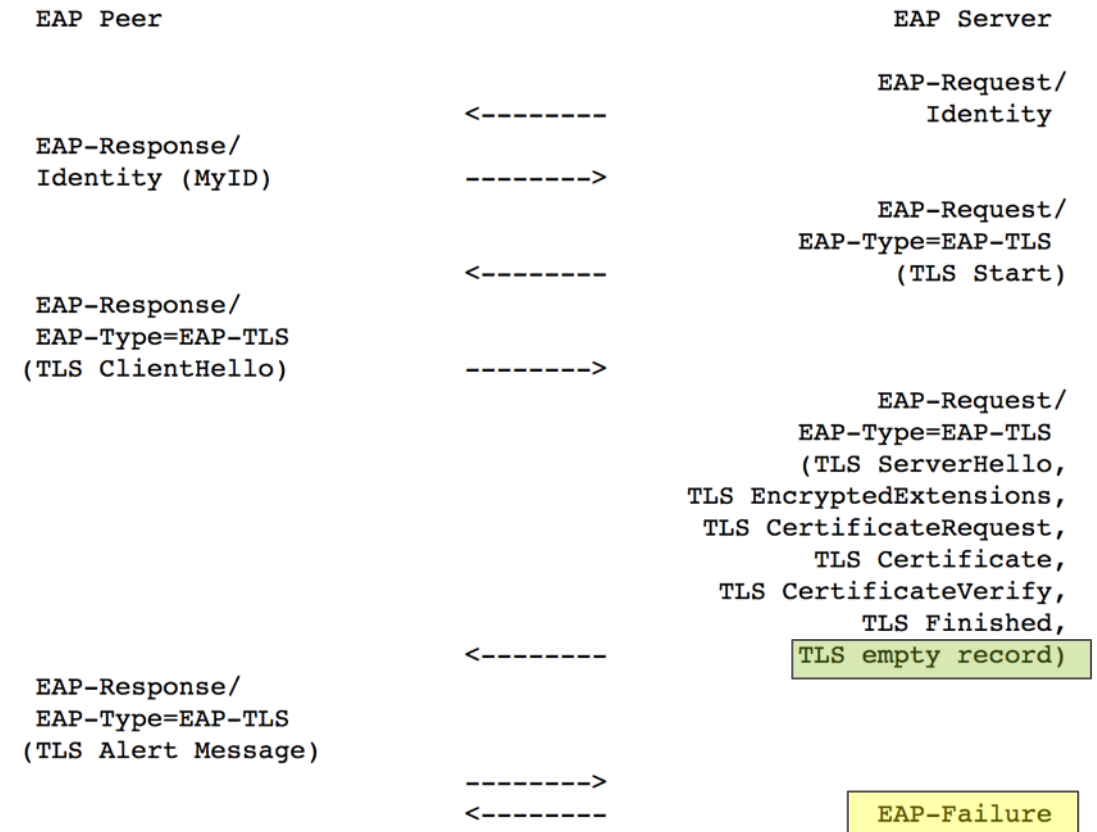 EAP Peer EAP Server
EAP-Request/
<-------- Identity
EAP-Response/
Identity (MyID) -------->
EAP-Request/
EAP-Type=EAP-TLS
<-------- (TLS Start)
EAP-Response/
EAP-Type=EAP-TLS
(TLS ClientHello) -------->
EAP-Request/
EAP-Type=EAP-TLS
(TLS ServerHello,
TLS EncryptedExtensions,
TLS CertificateRequest,
TLS Certificate,
TLS CertificateVerify,
TLS Finished,
<-------- TLS empty record)
EAP-Response/
EAP-Type=EAP-TLS
(TLS Alert Message)
-------->
<-------- EAP-Failure